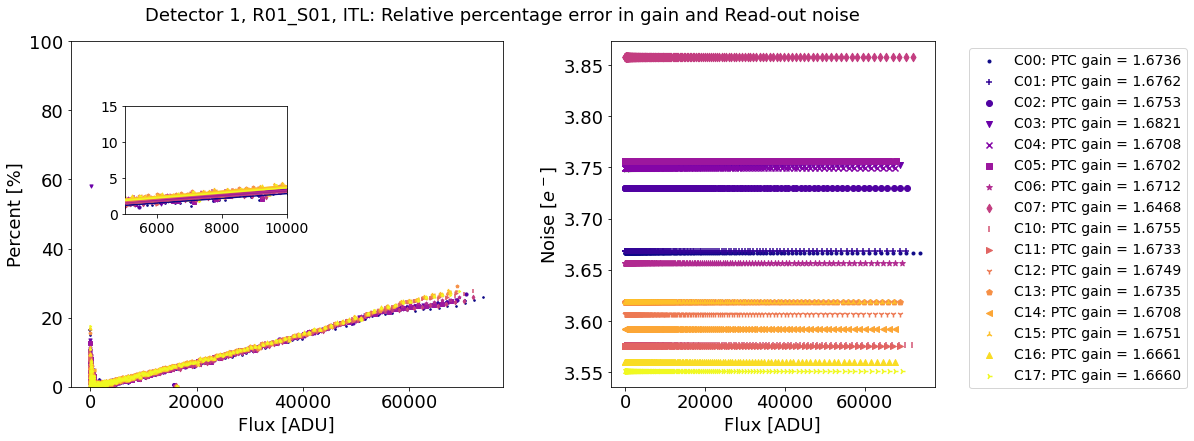 Detector 1, R01_S01, ITL: Relative percentage error in gain and Read-out noise
Percent [%]
100
80
60
40
20
0
15
10
5
0
6000 8000 10000
0 20000 40000 60000
Flux [ADU]
Noise [e⁻]
3.85
3.80
3.75
3.70
3.65
3.60
3.55
0 20000 40000 60000
Flux [ADU]
C00: PTC gain = 1.6736
C01: PTC gain = 1.6762
C02: PTC gain = 1.6753
C03: PTC gain = 1.6821
C04: PTC gain = 1.6708
C05: PTC gain = 1.6702
C06: PTC gain = 1.6712
C07: PTC gain = 1.6468
C10: PTC gain = 1.6755
C11: PTC gain = 1.6733
C12: PTC gain = 1.6749
C13: PTC gain = 1.6735
C14: PTC gain = 1.6708
C15: PTC gain = 1.6751
C16: PTC gain = 1.6661
C17: PTC gain = 1.6660